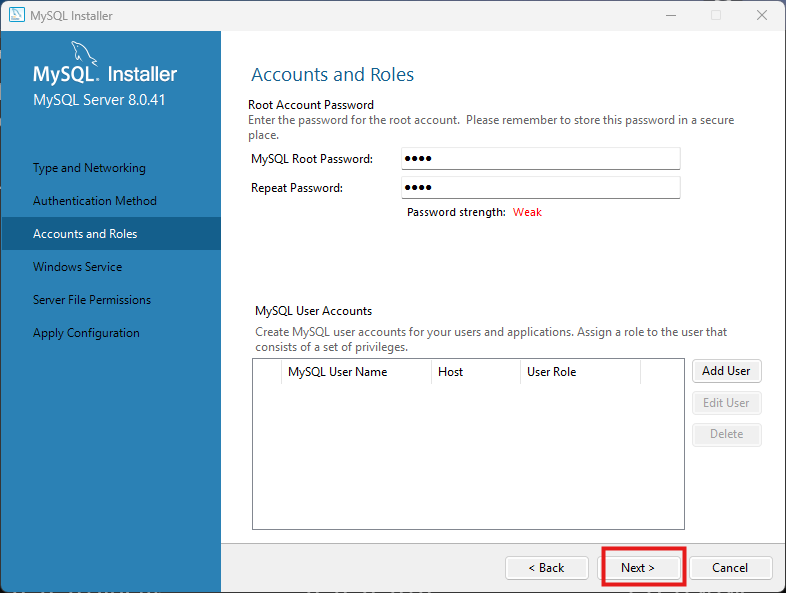 MySQL Installer
MySQL. Installer
MySQL Server 8.0.41
Type and Networking
Authentication Method
Accounts and Roles
Windows Service
Server File Permissions
Apply Configuration
Accounts and Roles
Root Account Password
Enter the password for the root account.  Please remember to store this password in a secure
place.
MySQL Root Password: ●●●●
Repeat Password: ●●●●
Password strength: Weak
MySQL User Accounts
Create MySQL user accounts for your users and applications. Assign a role to the user that
consists of a set of privileges.
MySQL User Name Host User Role
Add User
Edit User
Delete
< Back Next > Cancel